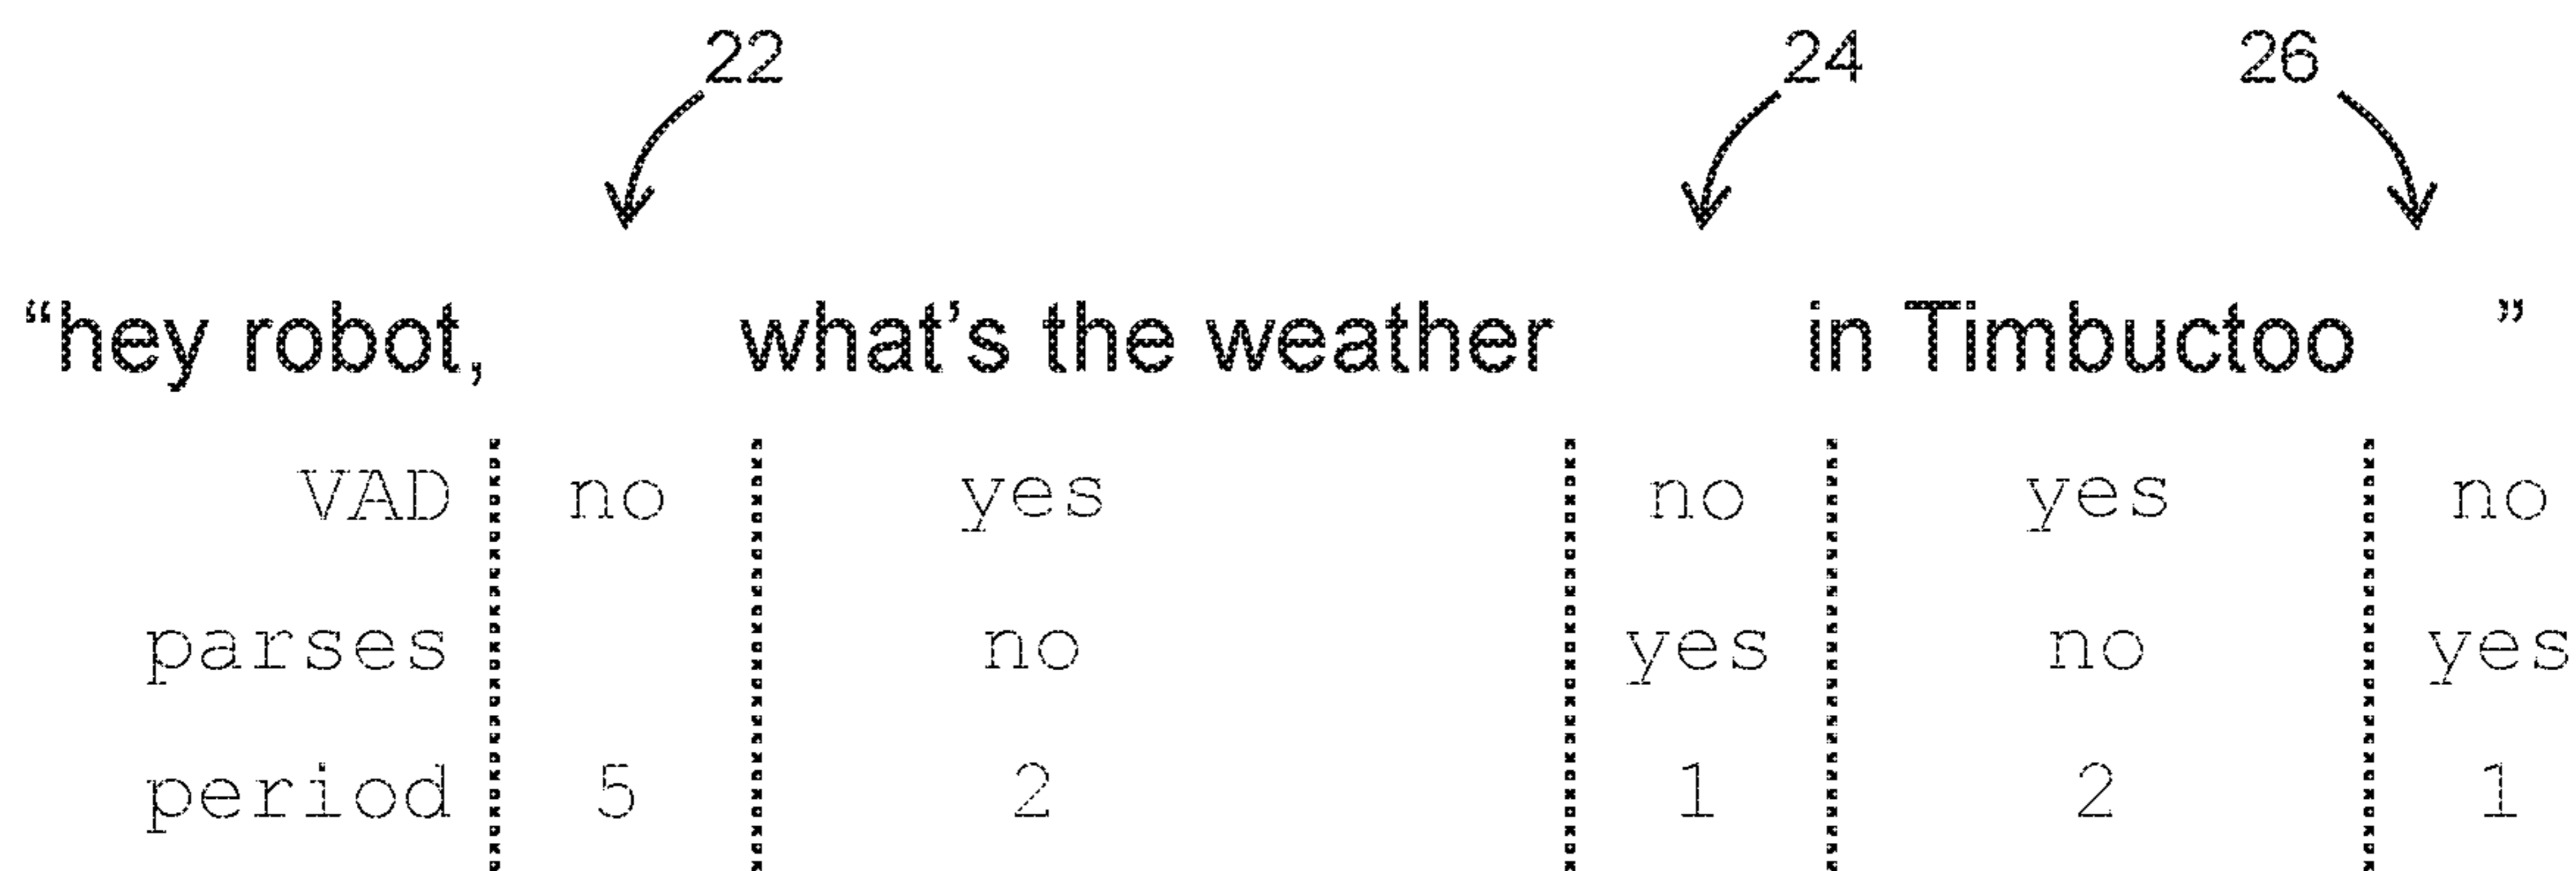 22 24 26
“hey robot, what's the weather in Timbuctoo ”
VAD no yes no yes no
parses no yes no yes
period 5 2 1 2 1